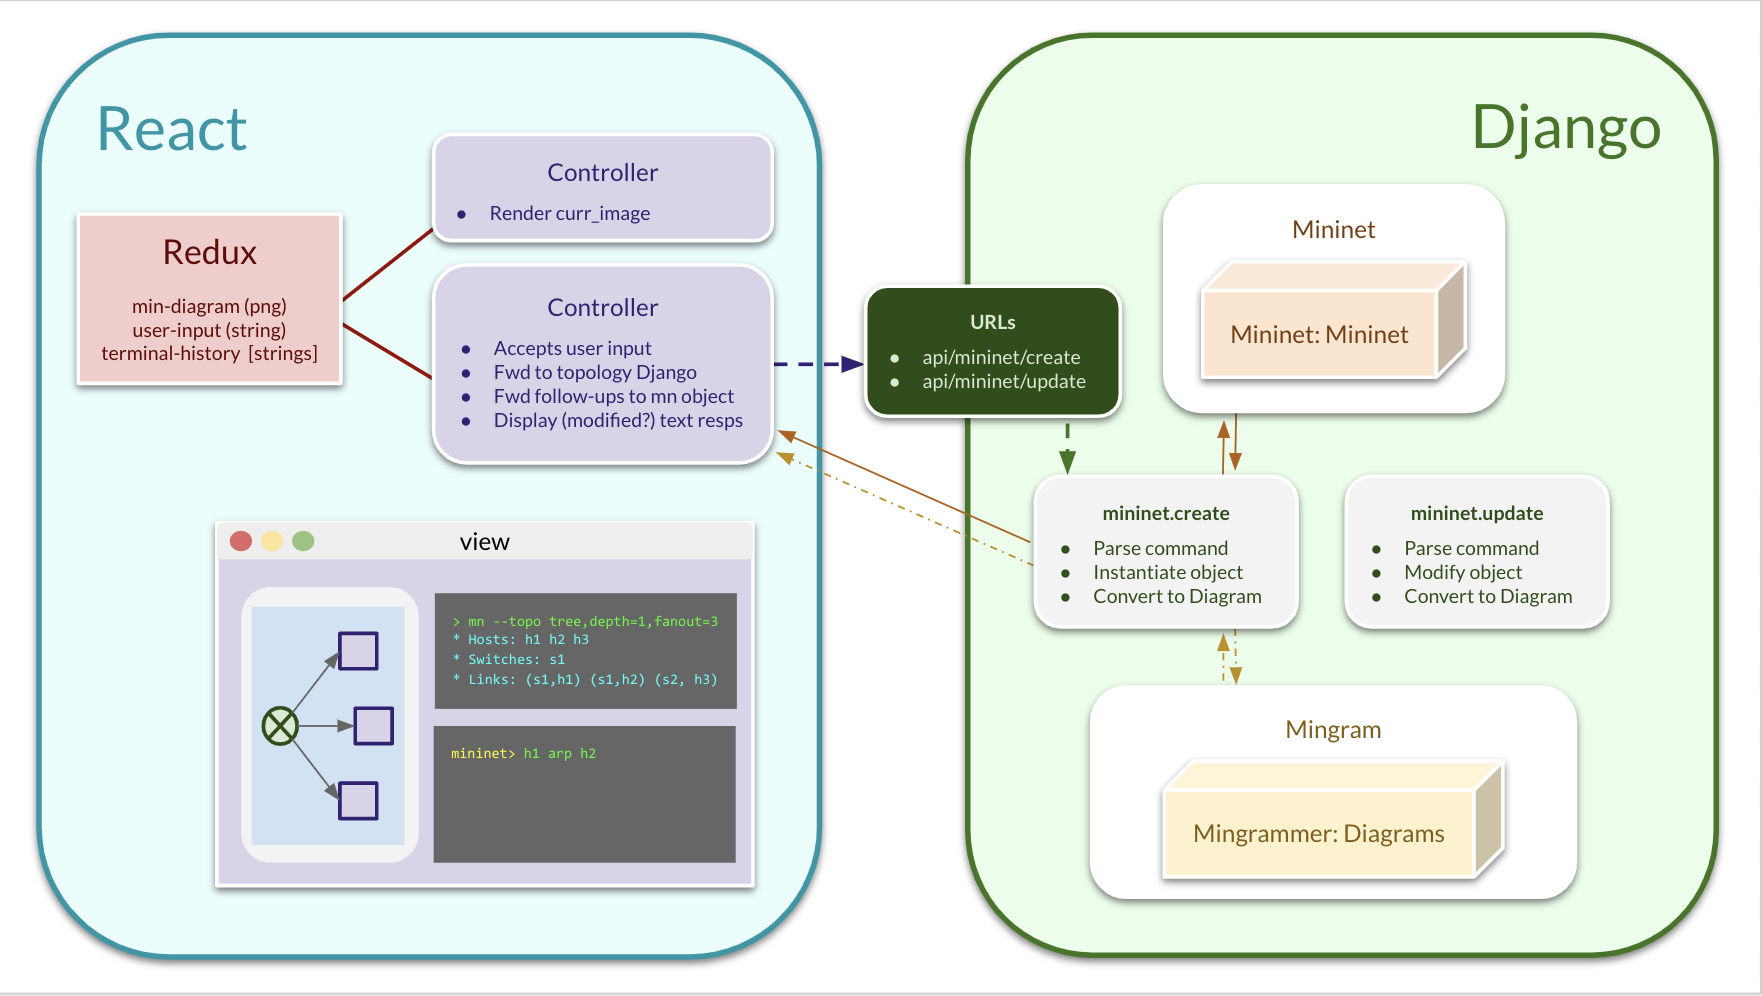 React
Redux
min-diagram (png)
user-input (string)
terminal-history [strings]
Controller
● Render curr_image
Controller
● Accepts user input
● Fwd to topology Django
● Fwd follow-ups to mn object
● Display (modified?) text resps
view
> mn --topo tree,depth=1,fanout=3
* Hosts: h1 h2 h3
* Switches: s1
* Links: (s1,h1) (s1,h2) (s2, h3)
mininet> h1 arp h2
URLs
● api/mininet/create
● api/mininet/update
Django
Mininet
Mininet: Mininet
mininet.create
● Parse command
● Instantiate object
● Convert to Diagram
mininet.update
● Parse command
● Modify object
● Convert to Diagram
Mingram
Mingrammer: Diagrams